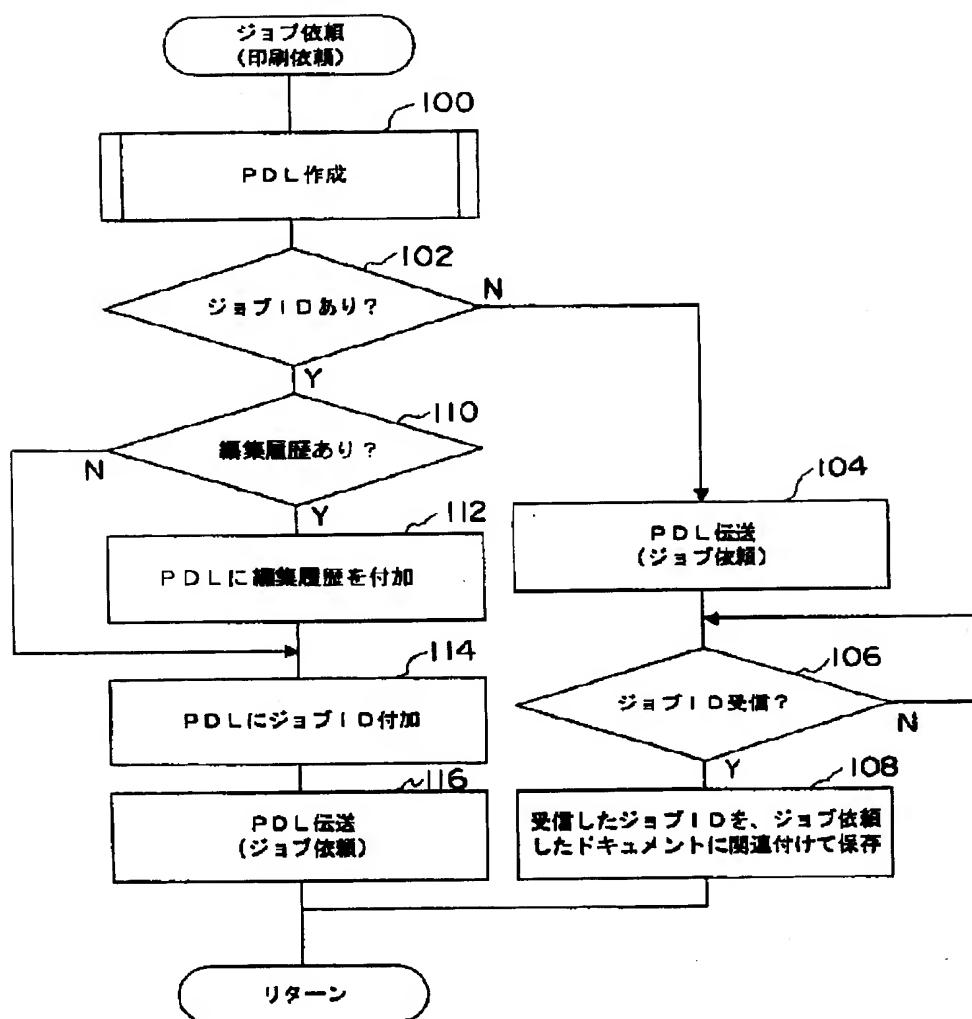 ジョブ依頼
(印刷依頼)
100
PDL作成
102
ジョブIDあり?
N
Y
110
編集履歴あり?
N
Y
104
PDL伝送
(ジョブ依頼)
112
PDLに編集履歴を付加
114
PDLにジョブID付加
106
ジョブID受信?
N
Y
116
PDL伝送
(ジョブ依頼)
108
受信したジョブIDを、ジョブ依頼
したドキュメントに関連付けて保存
リターン